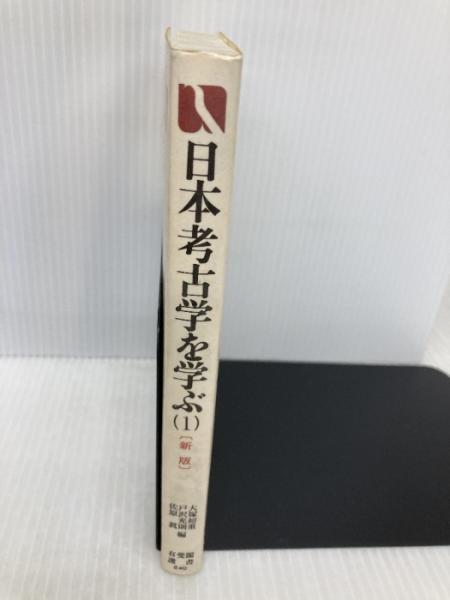 日本考古学を学ぶ(1)
〔新版〕
大塚初重
戸沢充則 編
佐原 眞
有斐閣
選書
840